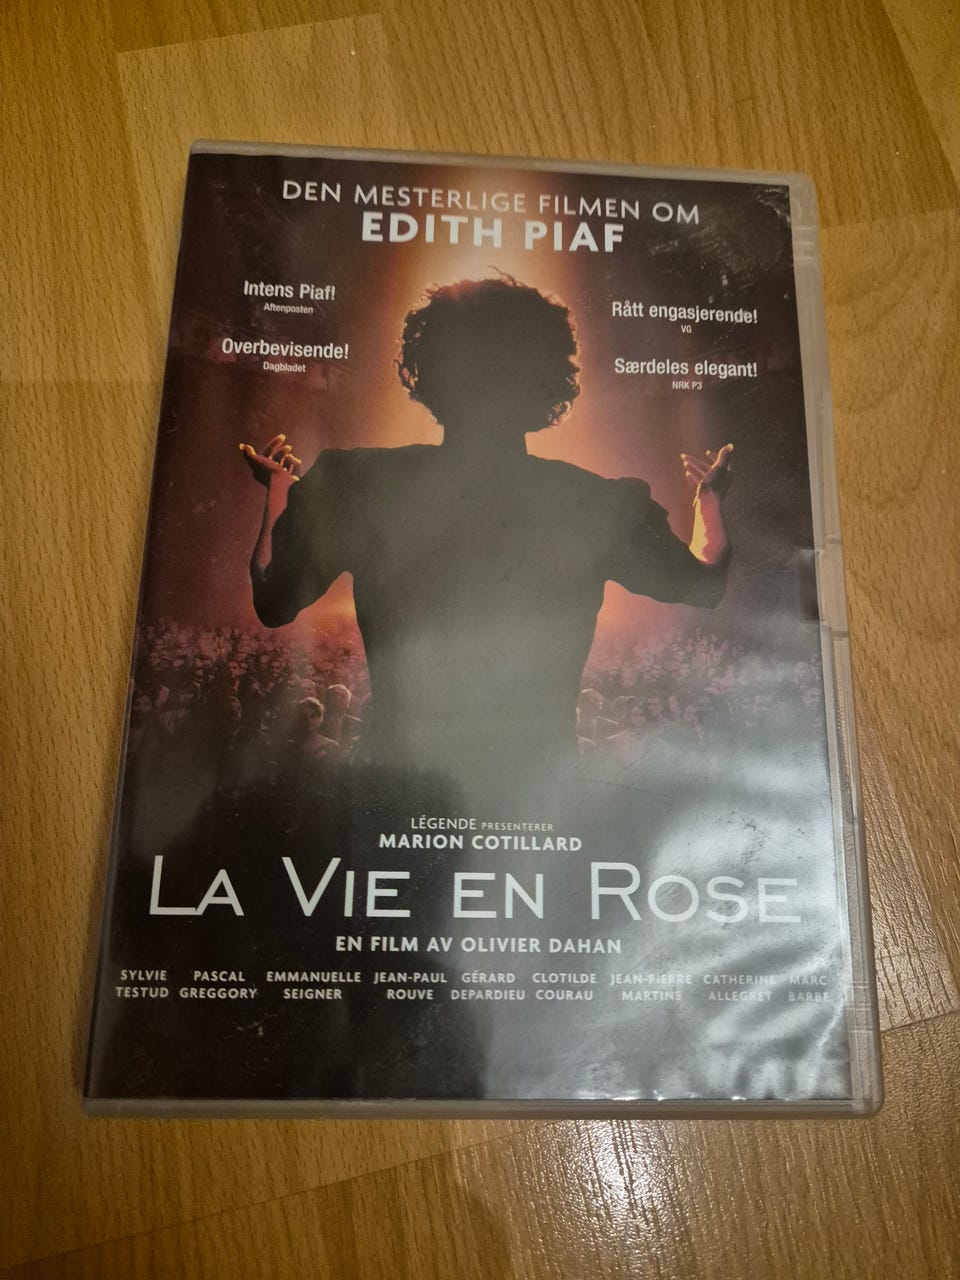 DEN MESTERLIGE FILMEN OM
EDITH PIAF
Intens Piaf!
Aftenposten
Overbevisende!
Dagbladet
Rått engasjerende!
VG
Særdeles elegant!
NRK P3
LÉGENDE PRESENTERER
MARION COTILLARD
LA VIE EN ROSE
EN FILM AV OLIVIER DAHAN
SYLVIE TESTUD PASCAL GREGGORY EMMANUELLE SEIGNER JEAN-PAUL ROUVE GÉRARD DEPARDIEU CLOTILDE COURAU JEAN-PIERRE MARTINS CATHERINE ALLEGRET MARC BARBE